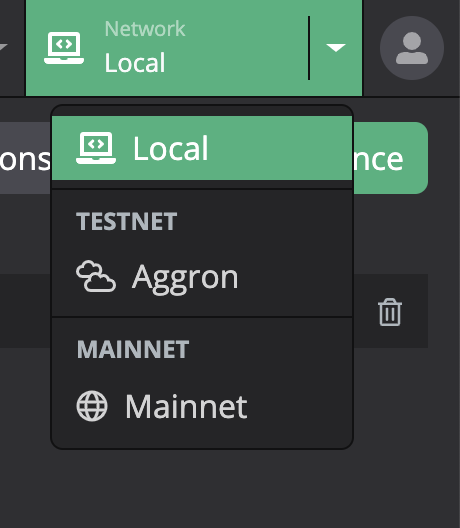 Network
Local
ons
nce
Local
TESTNET
Aggron
MAINNET
Mainnet